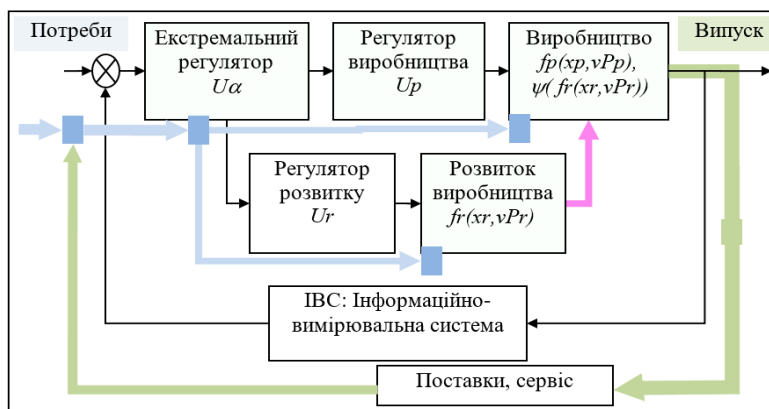 Потреби
Екстремальний
регулятор
Uα
Регулятор
виробництва
Up
Виробництво
fp(xp,vPp),
ψ( fr(xr,vPr))
Випуск
Регулятор
розвитку
Ur
Розвиток
виробництва
fr(xr,vPr)
ІВС: Інформаційно-
вимірювальна система
Поставки, сервіс